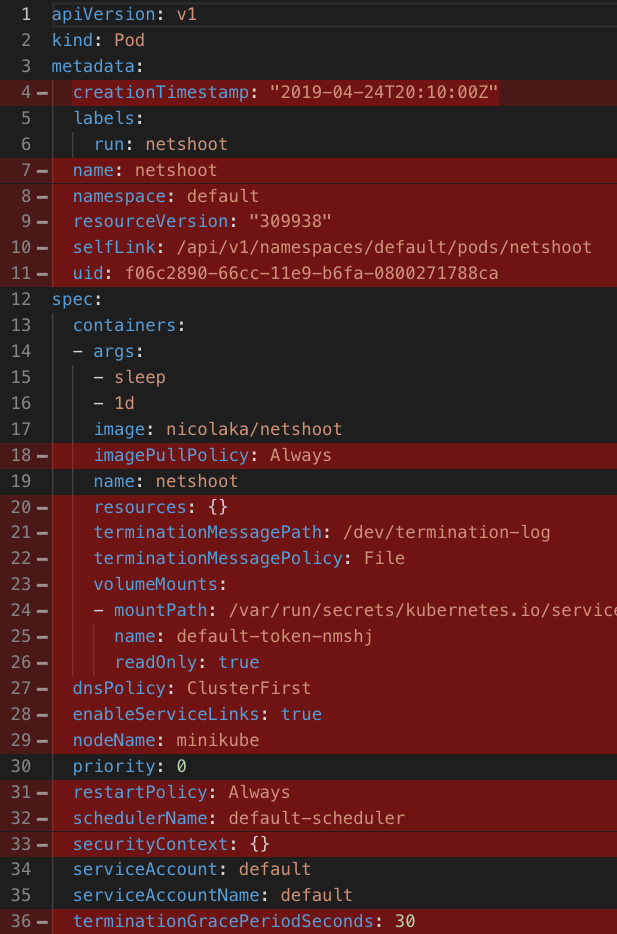 1 apiVersion: v1
2 kind: Pod
3 metadata:
4 – creationTimestamp: "2019-04-24T20:10:00Z"
5 labels:
6 run: netshoot
7 – name: netshoot
8 – namespace: default
9 – resourceVersion: "309938"
10 – selfLink: /api/v1/namespaces/default/pods/netshoot
11 – uid: f06c2890-66cc-11e9-b6fa-0800271788ca
12 spec:
13 containers:
14 - args:
15 - sleep
16 - 1d
17 image: nicolaka/netshoot
18 – imagePullPolicy: Always
19 name: netshoot
20 – resources: {}
21 – terminationMessagePath: /dev/termination-log
22 – terminationMessagePolicy: File
23 – volumeMounts:
24 – - mountPath: /var/run/secrets/kubernetes.io/service
25 – name: default-token-nmshj
26 – readOnly: true
27 – dnsPolicy: ClusterFirst
28 – enableServiceLinks: true
29 – nodeName: minikube
30 priority: 0
31 – restartPolicy: Always
32 – schedulerName: default-scheduler
33 – securityContext: {}
34 serviceAccount: default
35 serviceAccountName: default
36 – terminationGracePeriodSeconds: 30